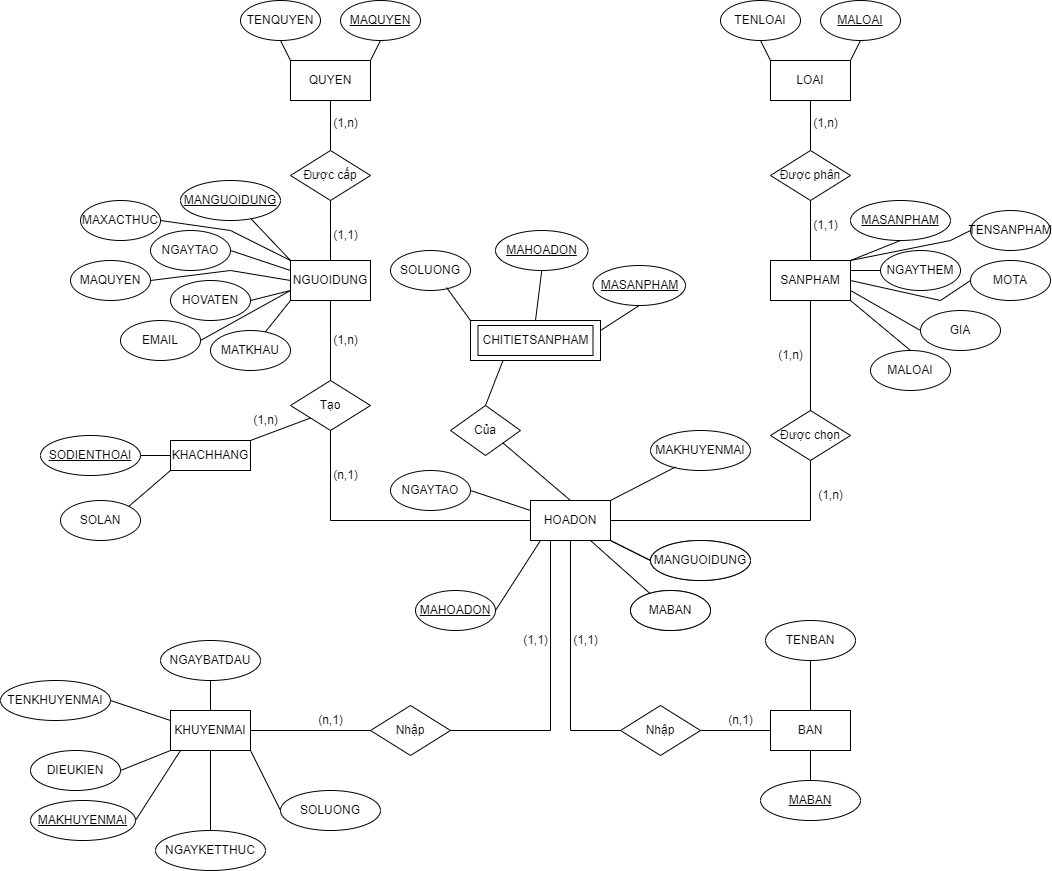 TENQUYEN
MAQUYEN
TENLOAI
MALOAI
QUYEN
LOAI
(1,n)
(1,n)
Được cấp
Được phân
MANGUOIDUNG
MAXACTHUC
NGAYTAO
MAQUYEN
HOVATEN
EMAIL
MATKHAU
(1,1)
NGUOIDUNG
(1,1)
MASANPHAM
TENSANPHAM
NGAYTHEM
MOTA
GIA
MALOAI
SANPHAM
SOLUONG
MAHOADON
MASANPHAM
CHITIETSANPHAM
(1,n)
(1,n)
Tạo
(1,n)
Của
Được chọn
SODIENTHOAI
KHACHHANG
SOLAN
(n,1)
(1,n)
NGAYTAO
MAKHUYENMAI
HOADON
MANGUOIDUNG
MAHOADON
MABAN
(1,1)
(1,1)
TENBAN
NGAYBATDAU
TENKHUYENMAI
KHUYENMAI
(n,1)
Nhập
Nhập
(n,1)
BAN
DIEUKIEN
MAKHUYENMAI
SOLUONG
MABAN
NGAYKETTHUC